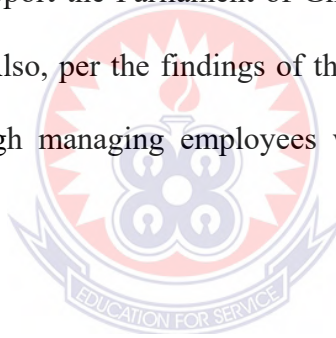 port the Parliament of
lso, per the findings of th
gh managing employees
EDUCATION FOR SERVICE